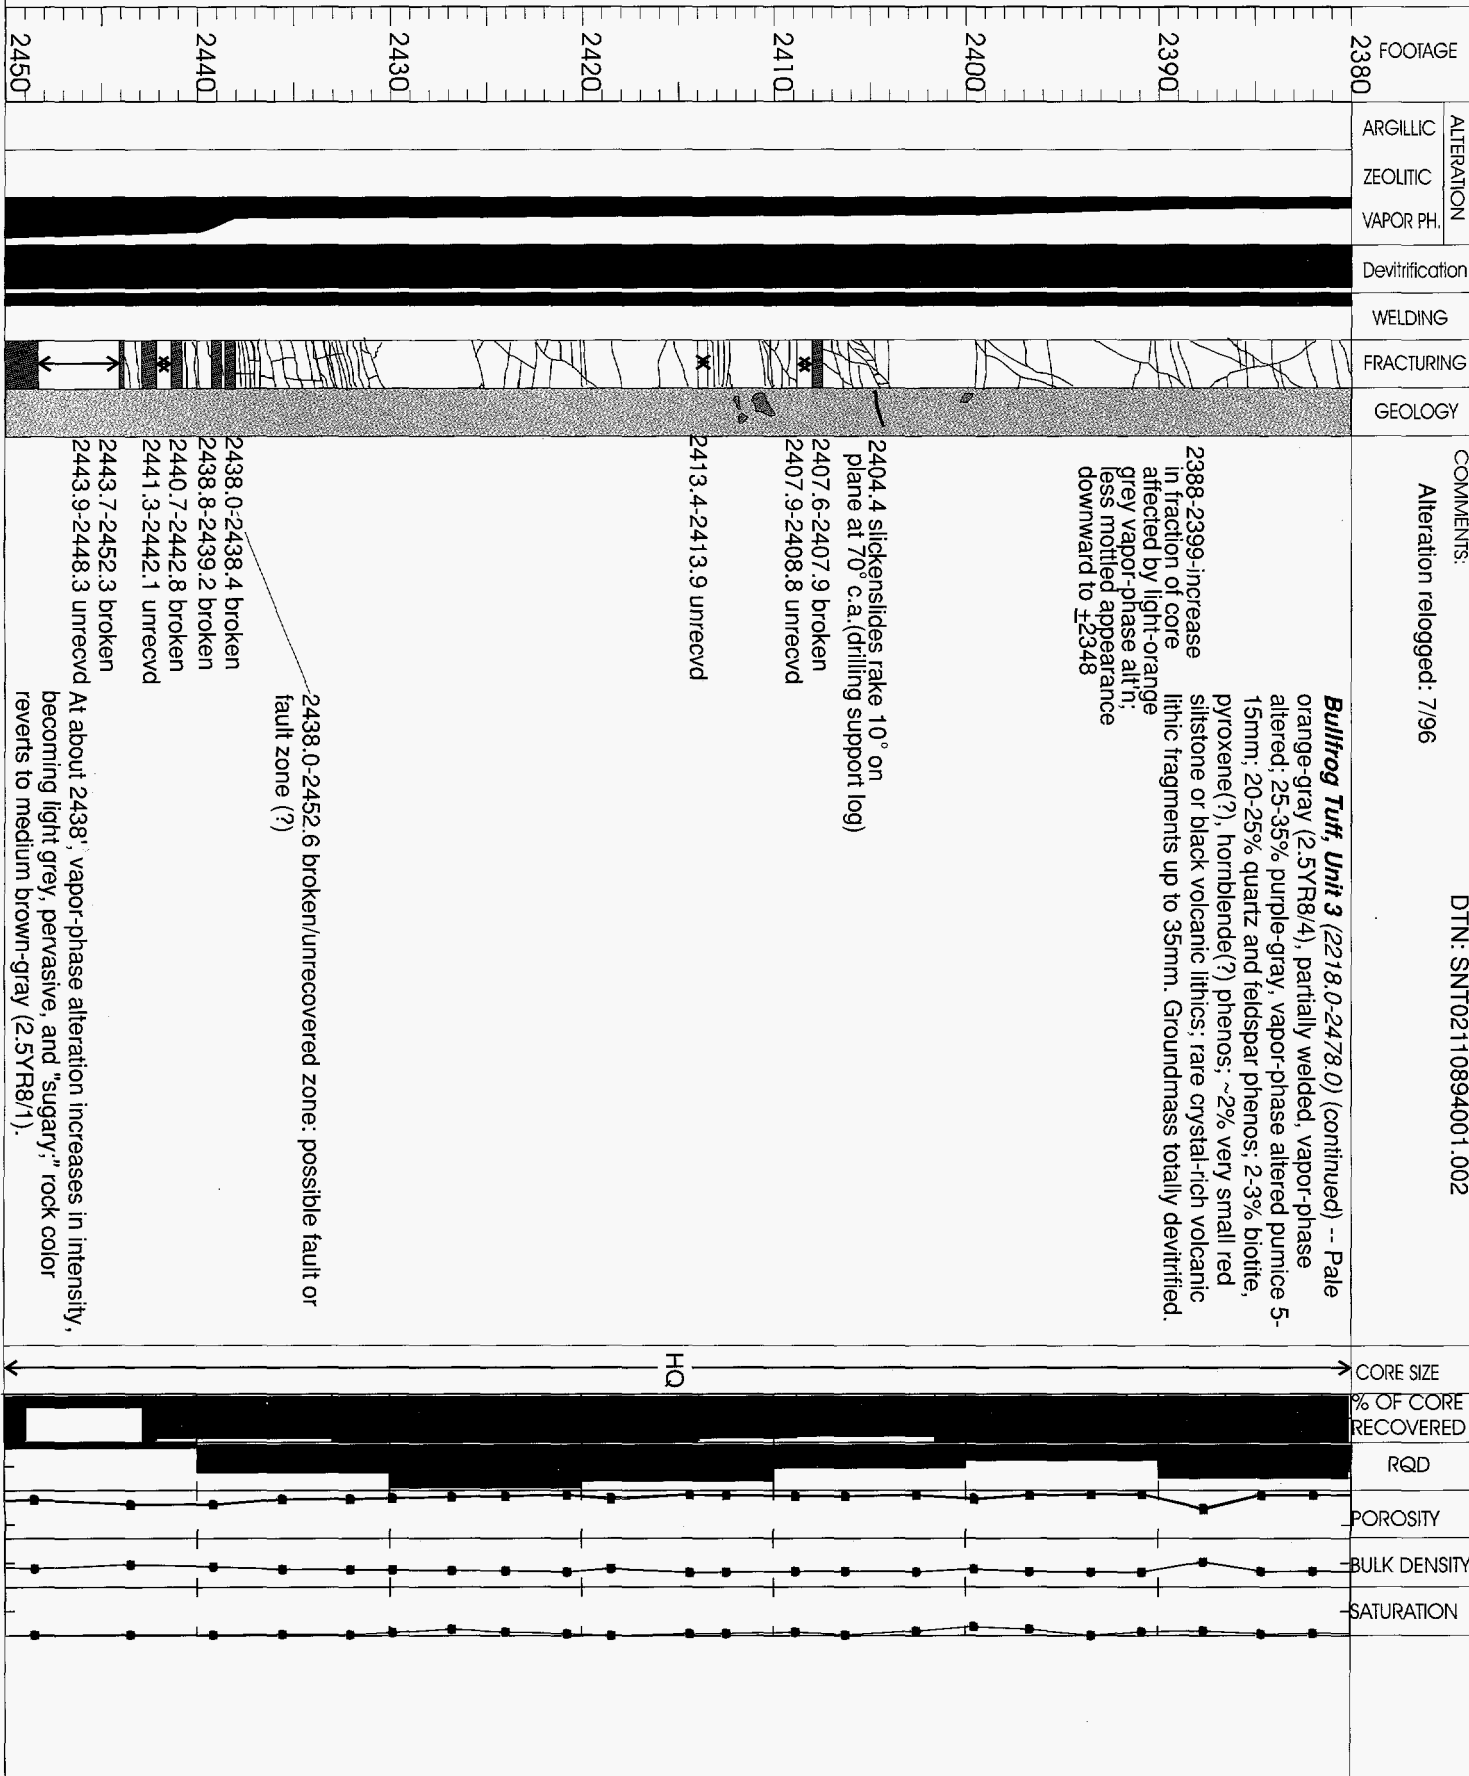 COMMENTS:
Alteration relogged: 7/96
DTN: SNT02110894001.002
FOOTAGE
ALTERATION
ARGILLIC
ZEOLITIC
VAPOR PH.
Devitrification
WELDING
FRACTURING
GEOLOGY
CORE SIZE
% OF CORE
RECOVERED
RQD
POROSITY
BULK DENSITY
SATURATION
2380
2390
2400
2410
2420
2430
2440
2450
Bullfrog Tuff, Unit 3 (2218.0-2478.0) (continued) -- Pale
orange-gray (2.5YR8/4), partially welded, vapor-phase
altered; 25-35% purple-gray, vapor-phase altered pumice 5-
15mm; 20-25% quartz and feldspar phenos; 2-3% biotite,
pyroxene(?), hornblende(?) phenos; ~2% very small red
siltstone or black volcanic lithics; rare crystal-rich volcanic
lithic fragments up to 35mm. Groundmass totally devitrified.
2388-2399-increase
in fraction of core
affected by light-orange
grey vapor-phase alt'n;
less mottled appearance
downward to ±2348
2404.4 slickenslides rake 10° on
plane at 70° c.a.(drilling support log)
2407.6-2407.9 broken
2407.9-2408.8 unrecvd
2413.4-2413.9 unrecvd
2438.0-2452.6 broken/unrecovered zone: possible fault or
fault zone (?)
2438.0-2438.4 broken
2438.8-2439.2 broken
2440.7-2442.8 broken
2441.3-2442.1 unrecvd
2443.7-2452.3 broken
2443.9-2448.3 unrecvd
At about 2438', vapor-phase alteration increases in intensity,
becoming light grey, pervasive, and "sugary;" rock color
reverts to medium brown-gray (2.5YR8/1).
HQ